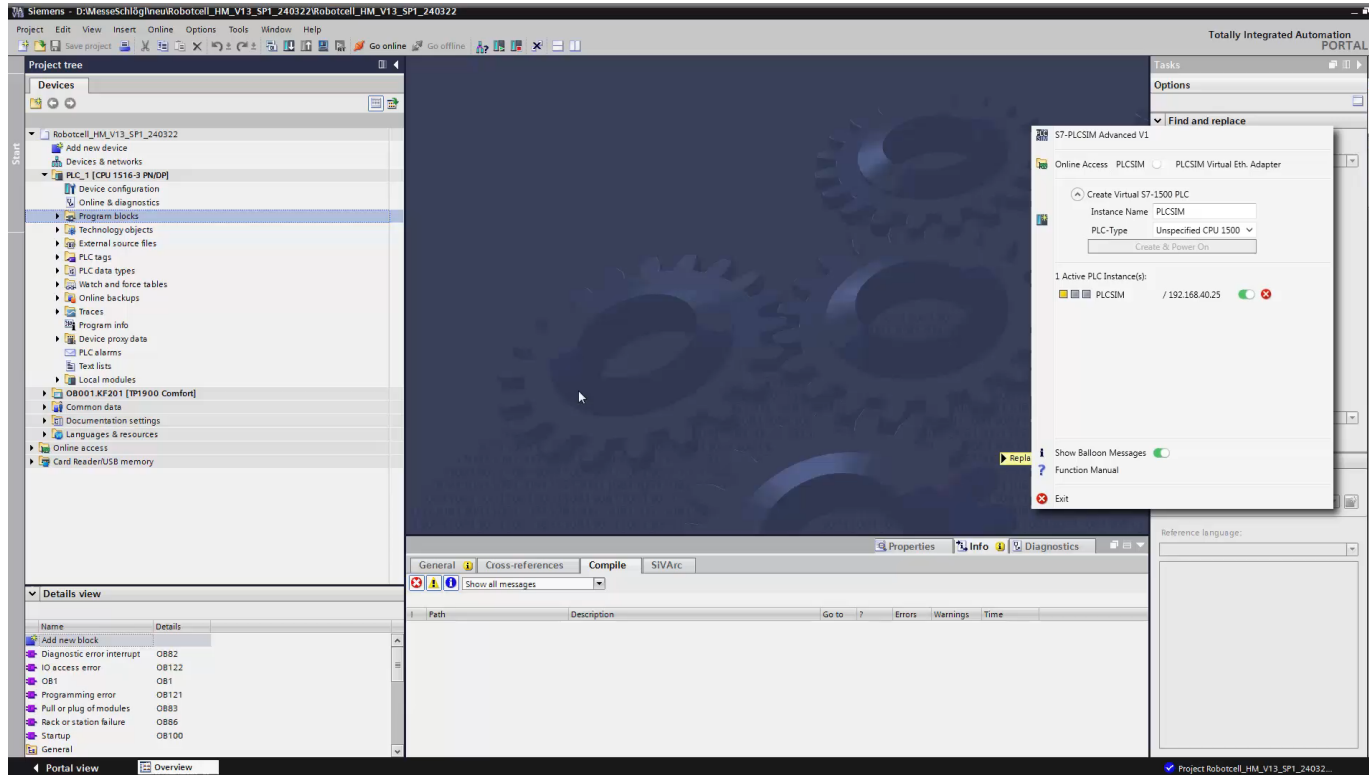 Siemens - D:\MesseSchlögl\neu\Robotcell_HM_V13_SP1_240322\Robotcell_HM_V13_SP1_240322
Project Edit View Insert Online Options Tools Window Help
Totally Integrated Automation
PORTAL
Save project Go online Go offline
Project tree
Devices
Start
Robotcell_HM_V13_SP1_240322
Add new device
Devices & networks
PLC_1 [CPU 1516-3 PN/DP]
Device configuration
Online & diagnostics
Program blocks
Technology objects
External source files
PLC tags
PLC data types
Watch and force tables
Online backups
Traces
Program info
Device proxy data
PLC alarms
Text lists
Local modules
OB001.KF201 [TP1900 Comfort]
Common data
Documentation settings
Languages & resources
Online access
Card Reader/USB memory
Details view
Name Details
Add new block
Diagnostic error interrupt OB82
IO access error OB122
OB1 OB1
Programming error OB121
Pull or plug of modules OB83
Rack or station failure OB86
Startup OB100
General
Properties Info Diagnostics
General Cross-references Compile SiVArc
Show all messages
! Path Description Go to ? Errors Warnings Time
Tasks
Options
Find and replace
S7-PLCSIM Advanced V1
Online Access PLCSIM PLCSIM Virtual Eth. Adapter
Create Virtual S7-1500 PLC
Instance Name PLCSIM
PLC-Type Unspecified CPU 1500
Create & Power On
1 Active PLC Instance(s):
PLCSIM / 192.168.40.25
Repla
Show Balloon Messages
Function Manual
Exit
Reference language:
Portal view Overview
Project Robotcell_HM_V13_SP1_24032...